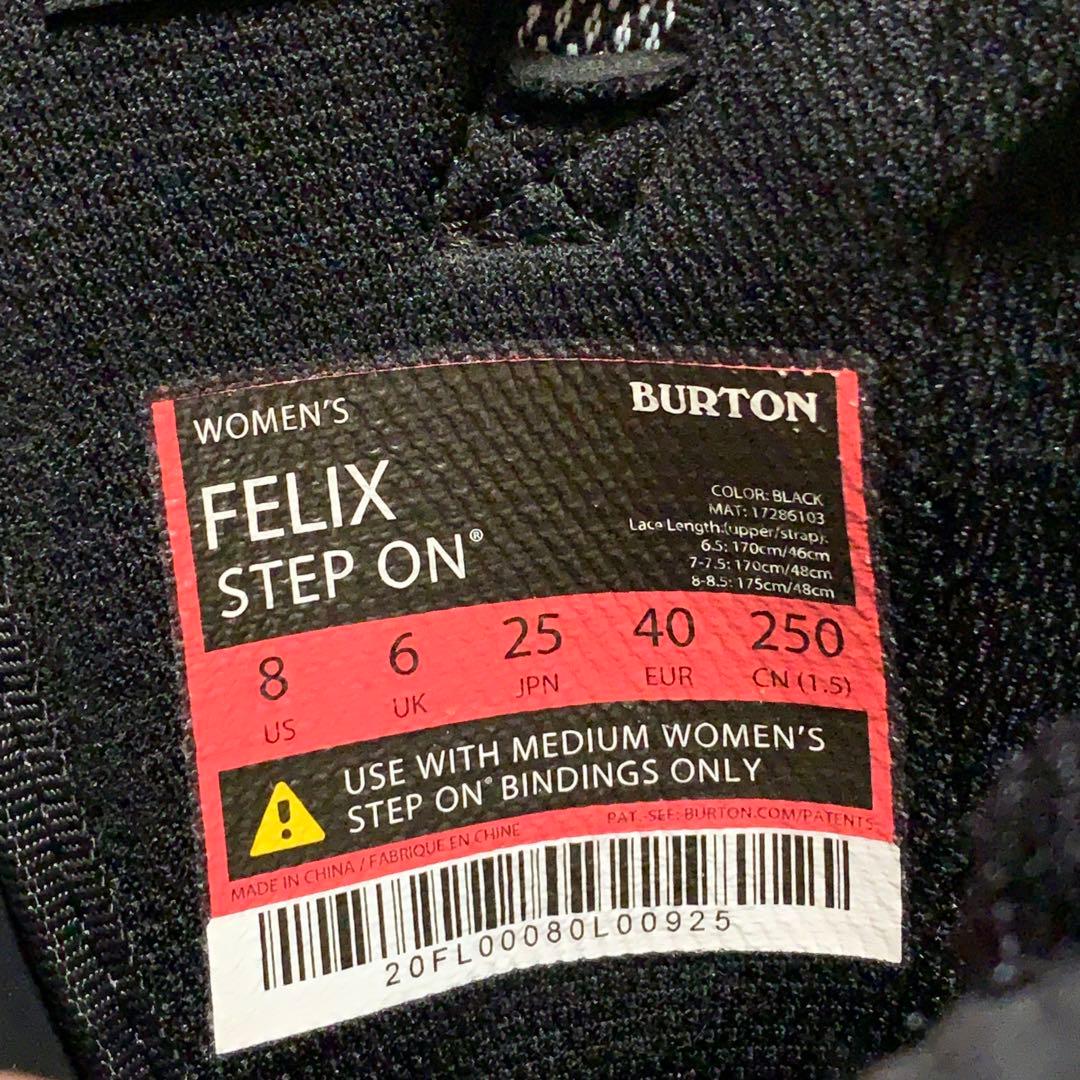 WOMEN'S
BURTON
FELIX
STEP ON®
COLOR: BLACK
MAT: 17286103
Lace Length:(upper/strap):
6.5: 170cm/46cm
7-7.5: 170cm/48cm
8-8.5: 175cm/48cm
8 6 25 40 250
US UK JPN EUR CN (1.5)
USE WITH MEDIUM WOMEN'S
STEP ON® BINDINGS ONLY
MADE IN CHINA / FABRIQUE EN CHINE
PAT.-SEE: BURTON.COM/PATENTS
20FL00080L00925